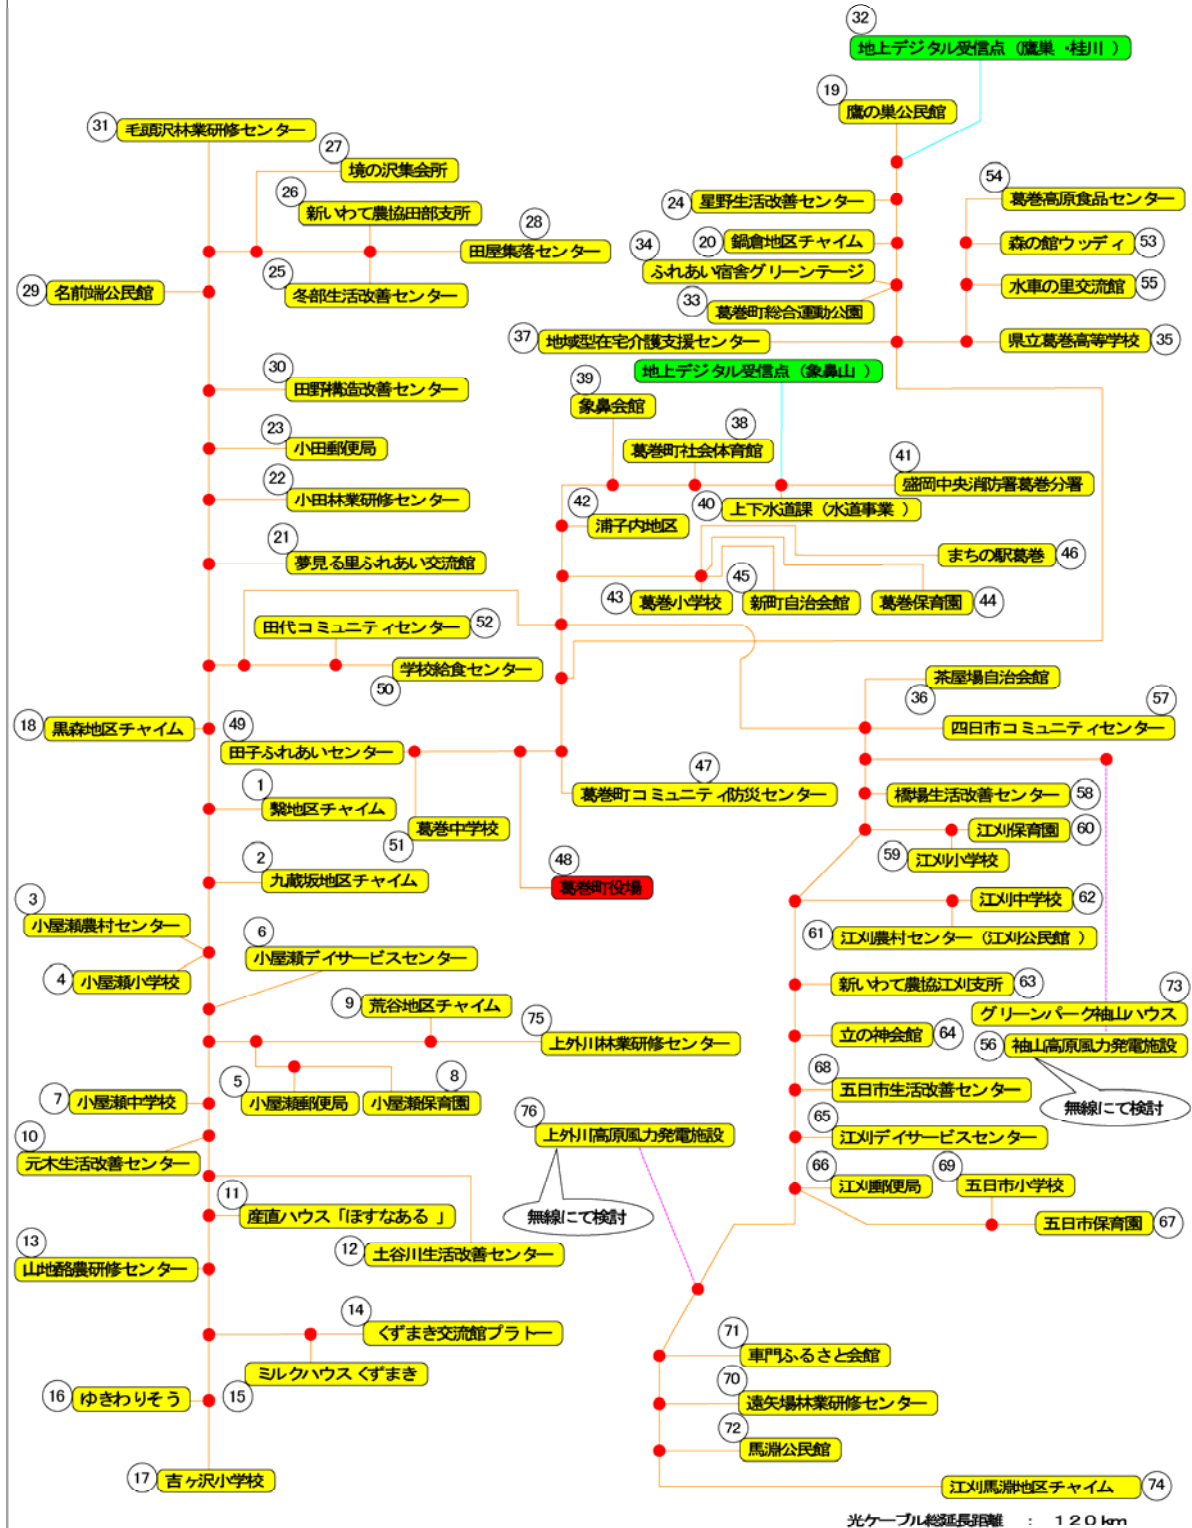 32
地上デジタル受信点（鷹巣・桂川）
19
鷹の巣公民館
31
毛頭沢林業研修センター
27
境の沢集会所
26
新いわて農協田部支所
28
田屋集落センター
25
冬部生活改善センター
29
名前端公民館
24
星野生活改善センター
20
鍋倉地区チャイム
34
ふれあい宿舎グリーンテージ
33
葛巻町総合運動公園
54
葛巻高原食品センター
森の館ウッディ
53
水車の里交流館
55
37
地域型在宅介護支援センター
県立葛巻高等学校
35
地上デジタル受信点（象鼻山）
30
田野構造改善センター
39
象鼻会館
38
葛巻町社会体育館
23
小田郵便局
41
盛岡中央消防署葛巻分署
22
小田林業研修センター
42
浦子内地区
40
上下水道課（水道事業）
21
夢見る里ふれあい交流館
まちの駅葛巻
46
43
葛巻小学校
45
新町自治会館
葛巻保育園
44
田代コミュニティセンター
52
学校給食センター
50
茶屋場自治会館
36
18
黒森地区チャイム
57
四日市コミュニティセンター
49
田子ふれあいセンター
47
葛巻町コミュニティ防災センター
橋場生活改善センター
58
1
繋地区チャイム
葛巻中学校
51
江刈保育園
60
59
江刈小学校
2
九蔵坂地区チャイム
48
葛巻町役場
江刈中学校
62
3
小屋瀬農村センター
61
江刈農村センター（江刈公民館）
6
小屋瀬デイサービスセンター
4
小屋瀬小学校
新いわて農協江刈支所
63
73
グリーンパーク袖山ハウス
9
荒谷地区チャイム
75
上外川林業研修センター
立の神会館
64
56
袖山高原風力発電施設
無線にて検討
5
小屋瀬郵便局
8
小屋瀬保育園
7
小屋瀬中学校
68
五日市生活改善センター
76
上外川高原風力発電施設
無線にて検討
65
江刈デイサービスセンター
10
元木生活改善センター
66
江刈郵便局
69
五日市小学校
11
産直ハウス「ぽすなある」
五日市保育園
67
12
土谷川生活改善センター
13
山地酪農研修センター
14
くずまき交流館プラトー
71
車門ふるさと会館
ミルクハウスくずまき
15
16
ゆきわりそう
70
遠矢場林業研修センター
72
馬淵公民館
17
吉ヶ沢小学校
江刈馬淵地区チャイム
74
光ケーブル総延長距離　：　１２０ｋｍ